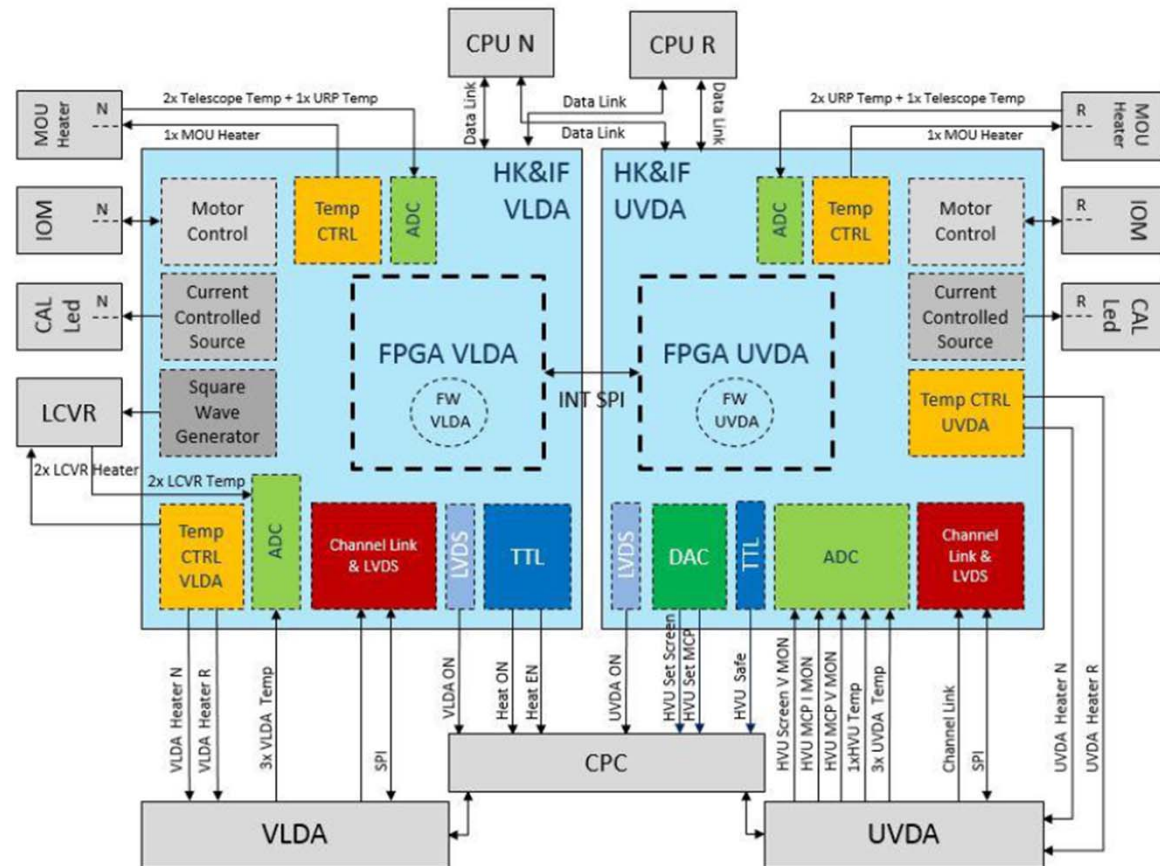 CPU N
CPU R
Data Link
Data Link
Data Link
Data Link
MOU
Heater
N
2x Telescope Temp + 1x URP Temp
1x MOU Heater
2x URP Temp + 1x Telescope Temp
1x MOU Heater
R
MOU
Heater
HK&IF
VLDA
HK&IF
UVDA
IOM
N
Motor
Control
Temp
CTRL
ADC
ADC
Temp
CTRL
Motor
Control
R
IOM
CAL
Led
N
Current
Controlled
Source
FPGA VLDA
FW
VLDA
INT SPI
FPGA UVDA
FW
UVDA
Current
Controlled
Source
R
CAL
Led
LCVR
Square
Wave
Generator
Temp CTRL
UVDA
2x LCVR Heater
2x LCVR Temp
Temp
CTRL
VLDA
ADC
Channel Link
& LVDS
LVDS
TTL
LVDS
DAC
TTL
ADC
Channel
Link &
LVDS
VLDA Heater N
VLDA Heater R
3x VLDA Temp
SPI
VLDA ON
Heat ON
Heat EN
UVDA ON
HVU Set Screen
HVU Set MCP
HVU Safe
HVU Screen V MON
HVU MCP I MON
HVU MCP V MON
1xHVU Temp
3x UVDA Temp
Channel Link
SPI
UVDA Heater N
UVDA Heater R
CPC
VLDA
UVDA